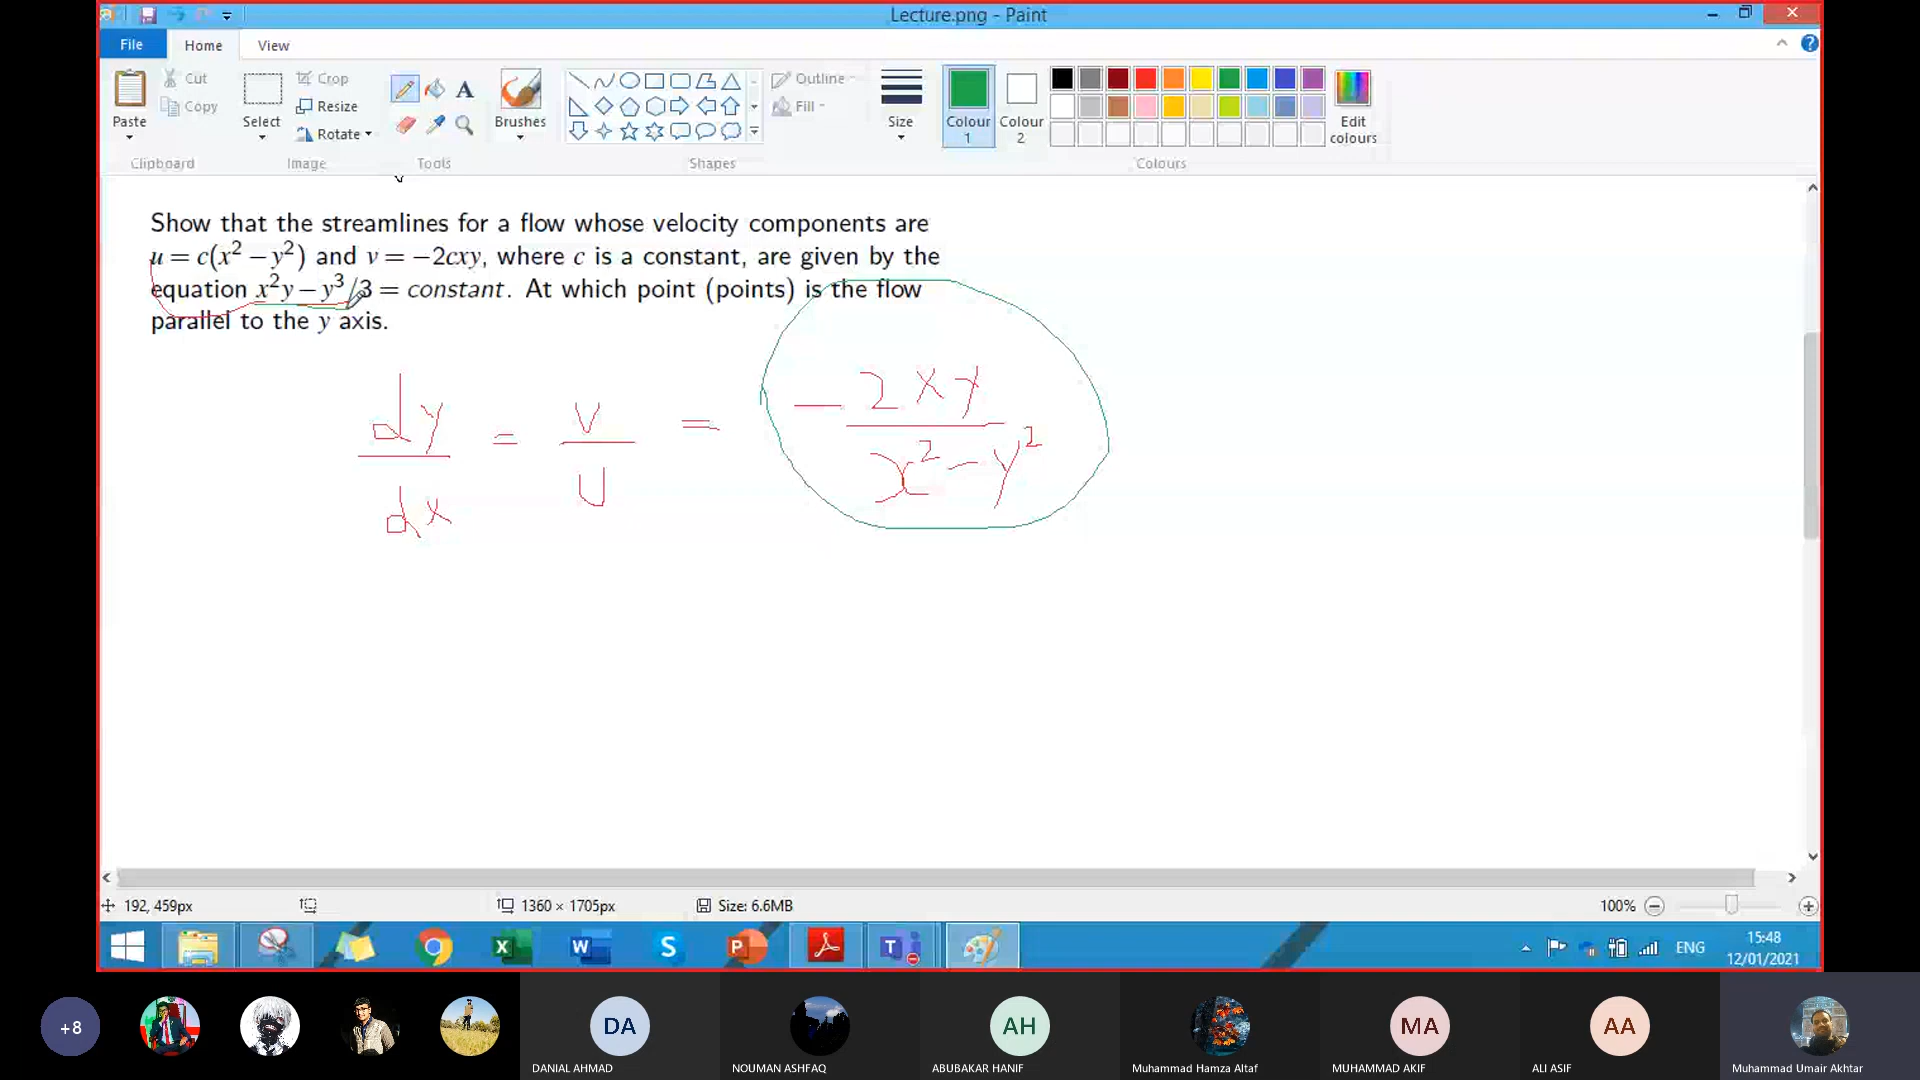 Lecture.png - Paint
File Home View
Paste Cut Copy Clipboard
Select Crop Resize Rotate Image
A Tools
Brushes
Outline Fill Shapes
Size
Colour 1 Colour 2 Edit colours Colours
Show that the streamlines for a flow whose velocity components are
u = c(x² − y²) and v = −2cxy, where c is a constant, are given by the
equation x²y − y³/3 = constant. At which point (points) is the flow
parallel to the y axis.
dy/dx = v/u = − 2xy/x² − y²
192, 459px 1360 × 1705px Size: 6.6MB 100%
ENG 15:48
12/01/2021
+8 DA AH MA AA
DANIAL AHMAD NOUMAN ASHFAQ ABUBAKAR HANIF Muhammad Hamza Altaf MUHAMMAD AKIF ALI ASIF Muhammad Umair Akhtar